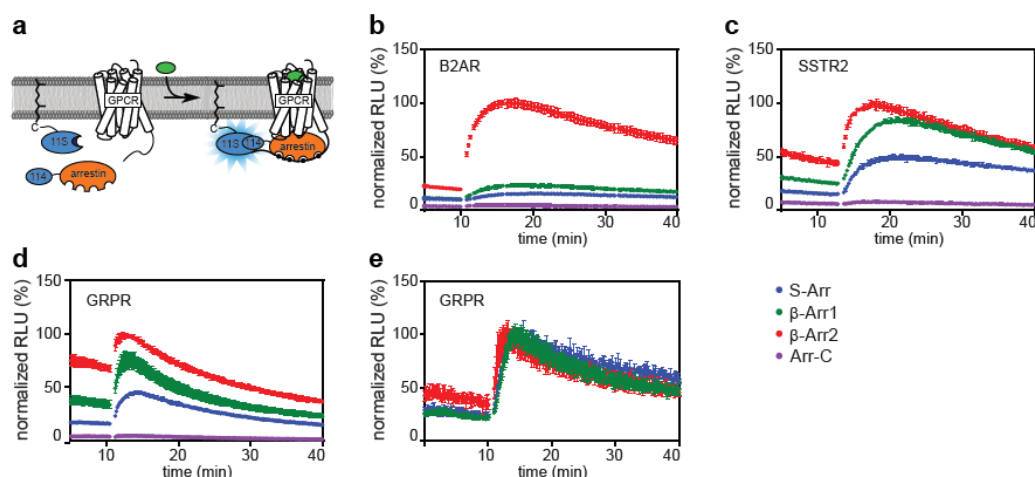 a
GPCR
GPCR
C
11S
114
arrestin
C
11S
114
arrestin
b
B2AR
normalized RLU (%)
150
100
50
0
10
20
30
40
time (min)
c
SSTR2
normalized RLU (%)
150
100
50
0
10
20
30
40
time (min)
d
GRPR
normalized RLU (%)
150
100
50
0
10
20
30
40
time (min)
e
GRPR
normalized RLU (%)
150
100
50
0
0
10
20
30
40
time (min)
S-Arr
β-Arr1
β-Arr2
Arr-C